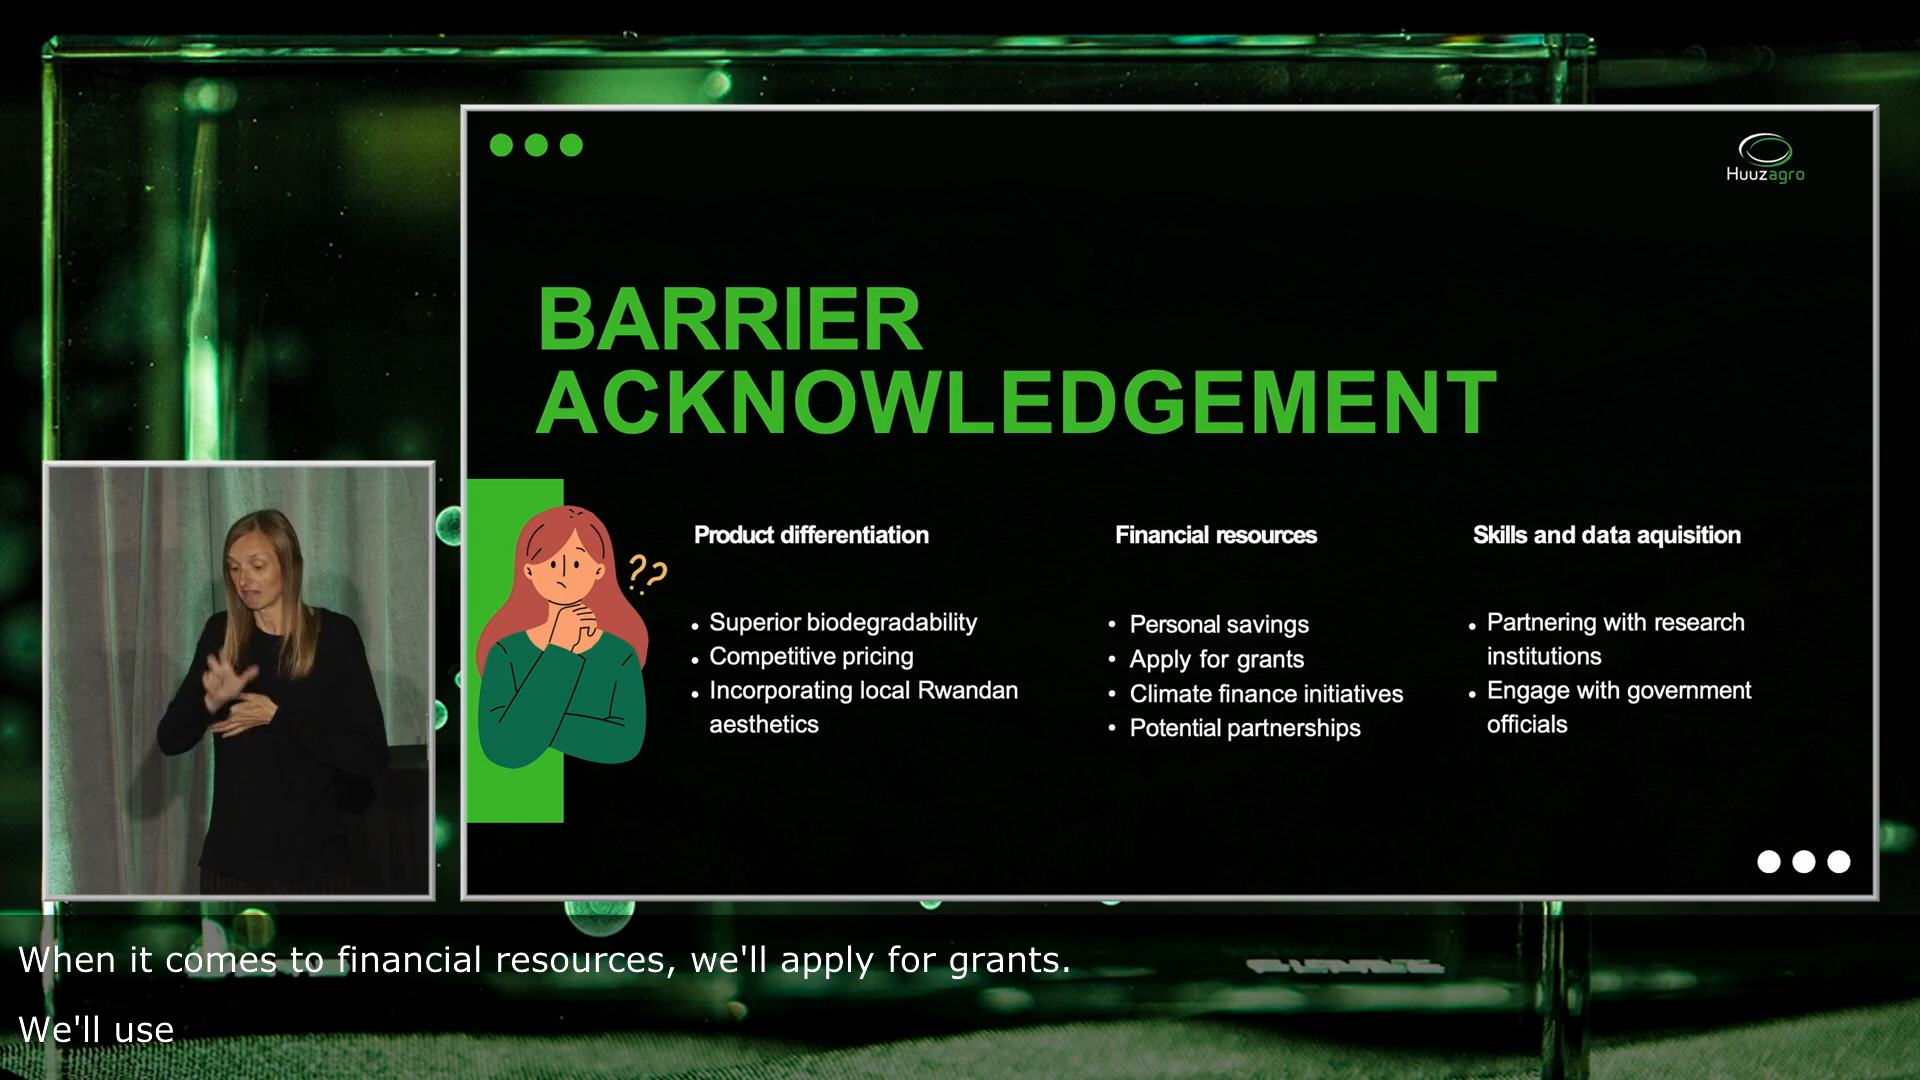 Huuzagro
BARRIER
ACKNOWLEDGEMENT
??
Product differentiation
• Superior biodegradability
• Competitive pricing
• Incorporating local Rwandan
aesthetics
Financial resources
• Personal savings
• Apply for grants
• Climate finance initiatives
• Potential partnerships
Skills and data aquisition
• Partnering with research
institutions
• Engage with government
officials
When it comes to financial resources, we'll apply for grants.
We'll use